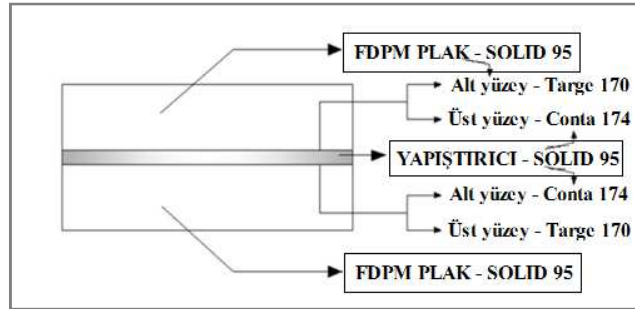 FDPM PLAK - SOLID 95
Alt yüzey - Targe 170
Üst yüzey - Conta 174
YAPIŞTIRICI - SOLID 95
Alt yüzey - Conta 174
Üst yüzey - Targe 170
FDPM PLAK - SOLID 95